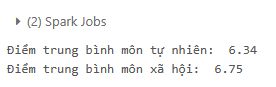 (2) Spark Jobs
Điểm trung bình môn tự nhiên:  6.34
Điểm trung bình môn xã hội:  6.75